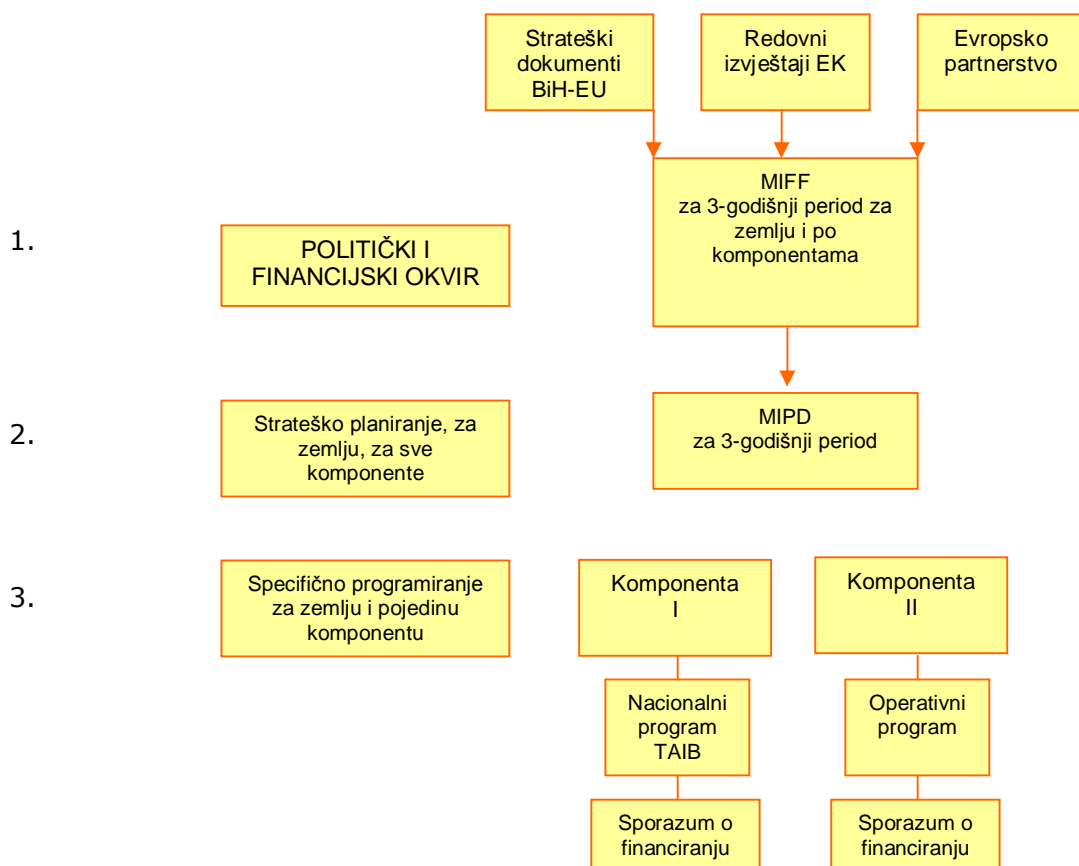 Strateški
dokumenti
BiH-EU
Redovni
izvještaji EK
Evropsko
partnerstvo
1.
POLITIČKI I
FINANCIJSKI OKVIR
MIFF
za 3-godišnji period za
zemlju i po
komponentama
2.
Strateško planiranje, za
zemlju, za sve
komponente
MIPD
za 3-godišnji period
3.
Specifično programiranje
za zemlju i pojedinu
komponentu
Komponenta
I
Komponenta
II
Nacionalni
program
TAIB
Operativni
program
Sporazum o
financiranju
Sporazum o
financiranju